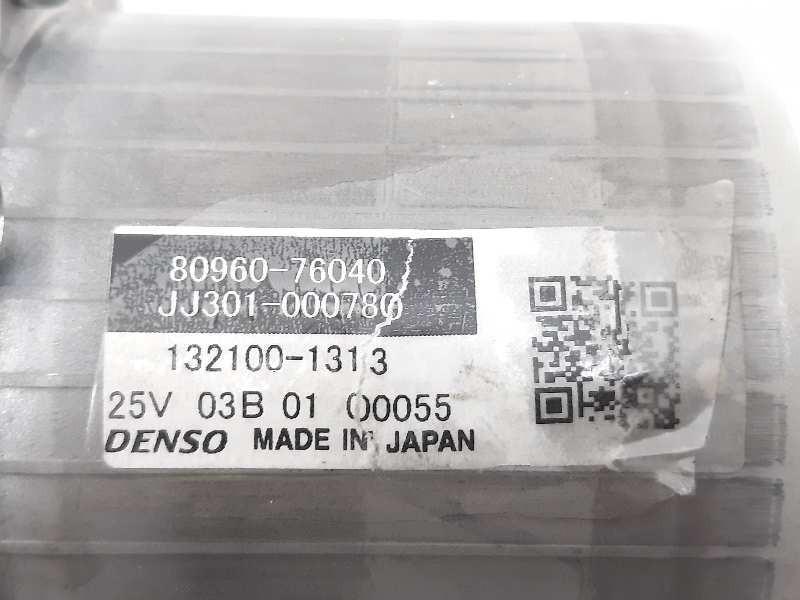 80960-76040
JJ301-000780
132100-1313
25V 03B 01 00055
DENSO MADE IN JAPAN